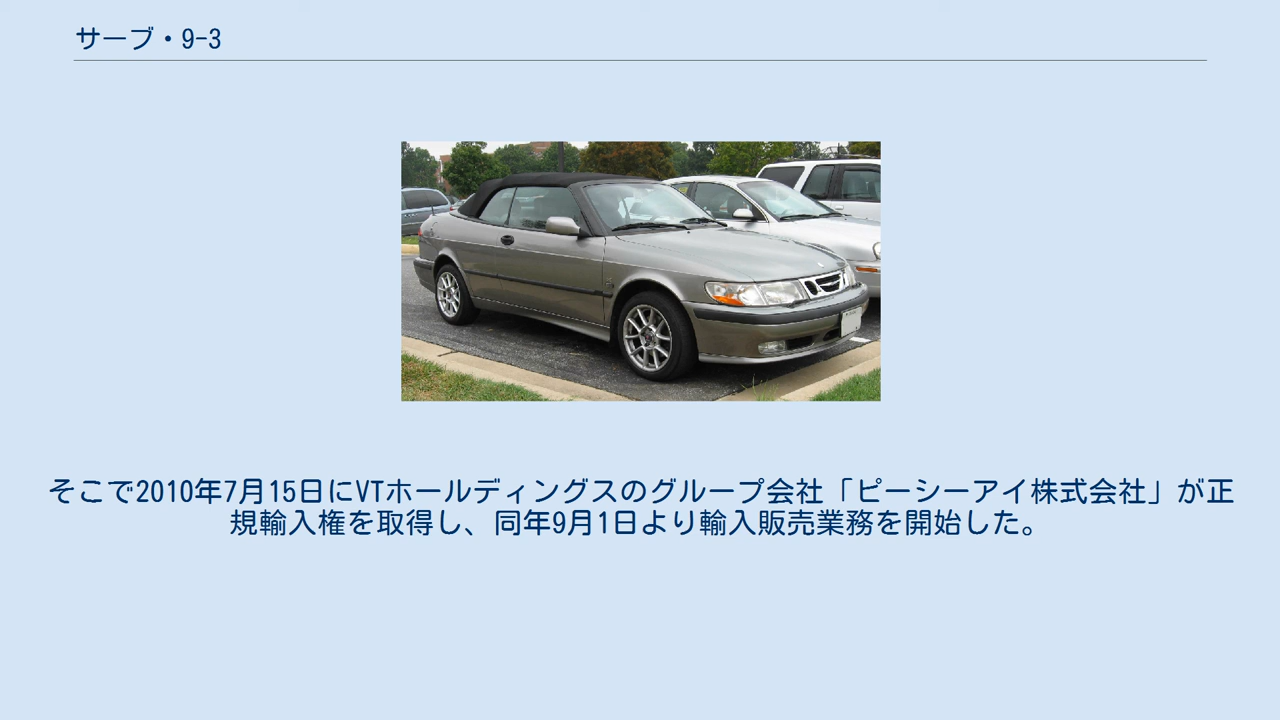 サーブ・9-3
そこで2010年7月15日にVTホールディングスのグループ会社「ピーシーアイ株式会社」が正
規輸入権を取得し、同年9月1日より輸入販売業務を開始した。